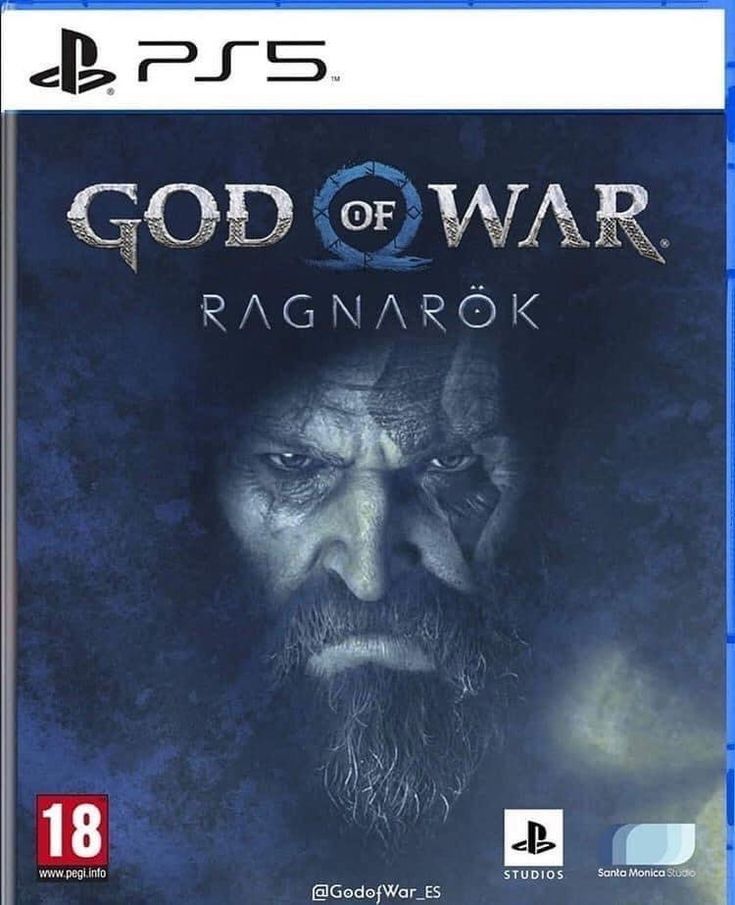 PS5
GOD OF WAR
RAGNARÖK
18
www.pegi.info
STUDIOS
Santa Monica Studio
@GodofWar_ES